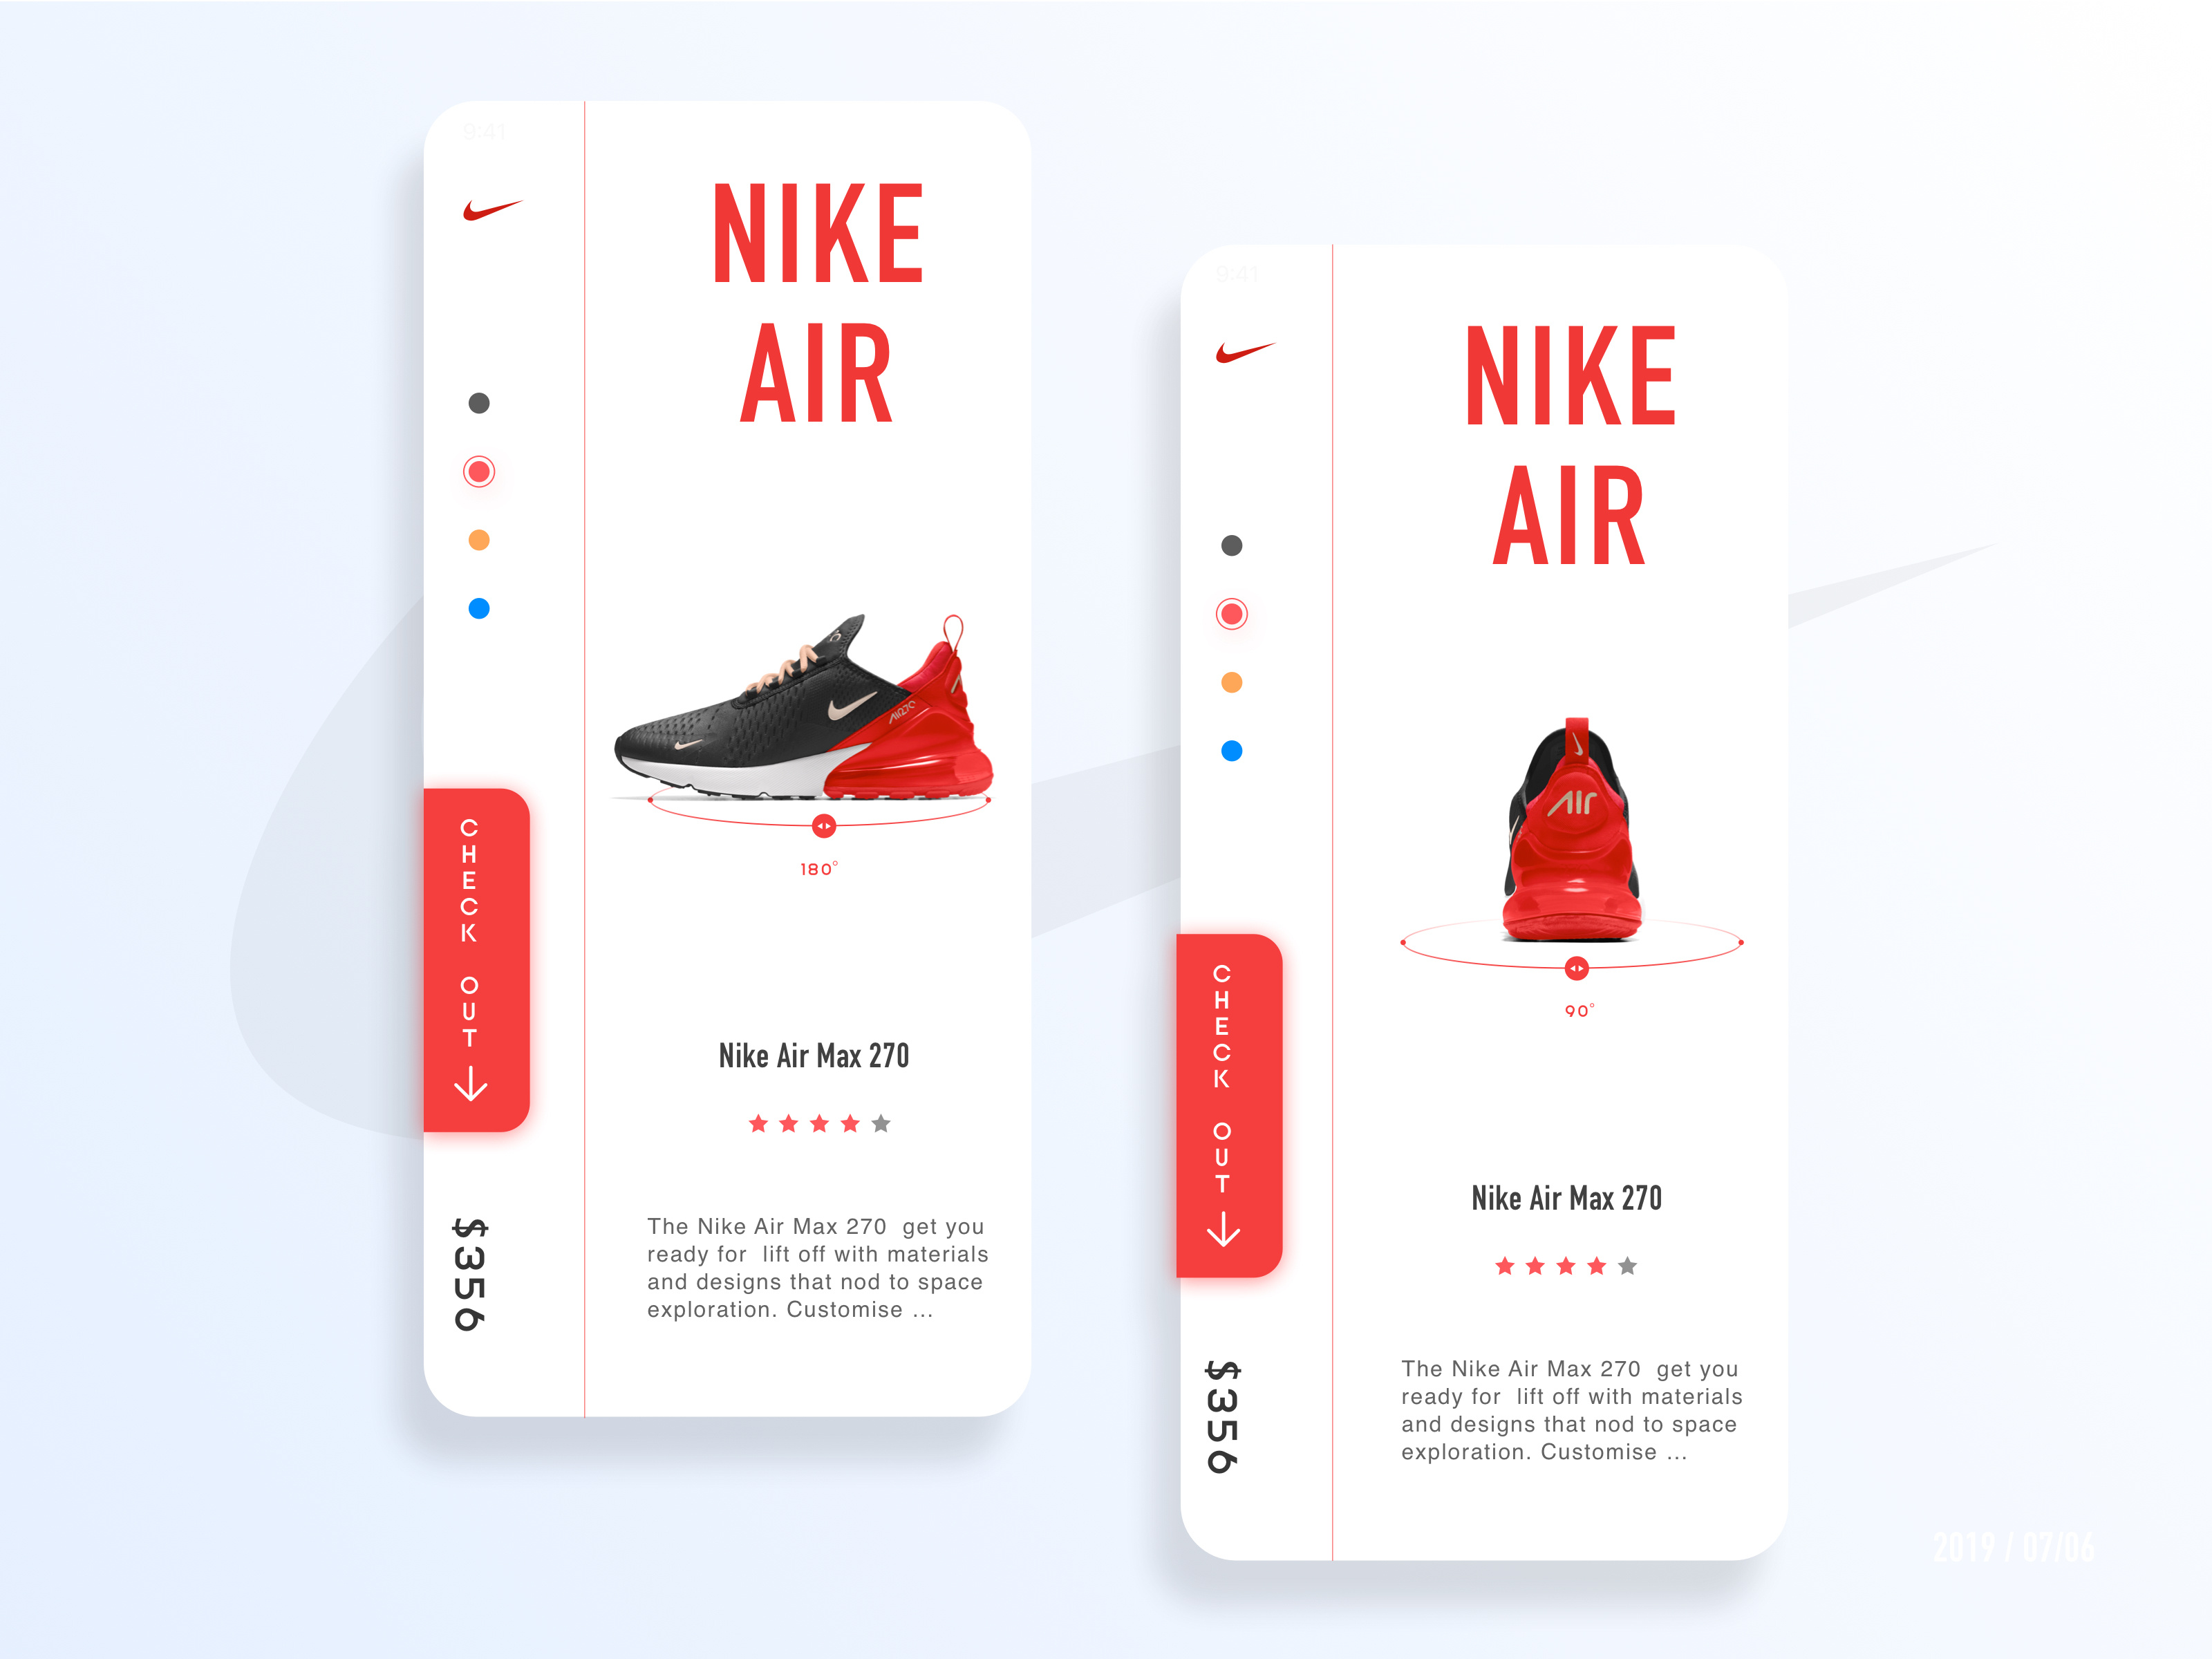 9:41
NIKE
AIR
AIR270
180°
CHECK OUT
Nike Air Max 270
$356
The Nike Air Max 270  get you
ready for  lift off with materials
and designs that nod to space
exploration. Customise ...
9:41
NIKE
AIR
AIR
90°
CHECK OUT
Nike Air Max 270
$356
The Nike Air Max 270  get you
ready for  lift off with materials
and designs that nod to space
exploration. Customise ...
2019 / 07/06